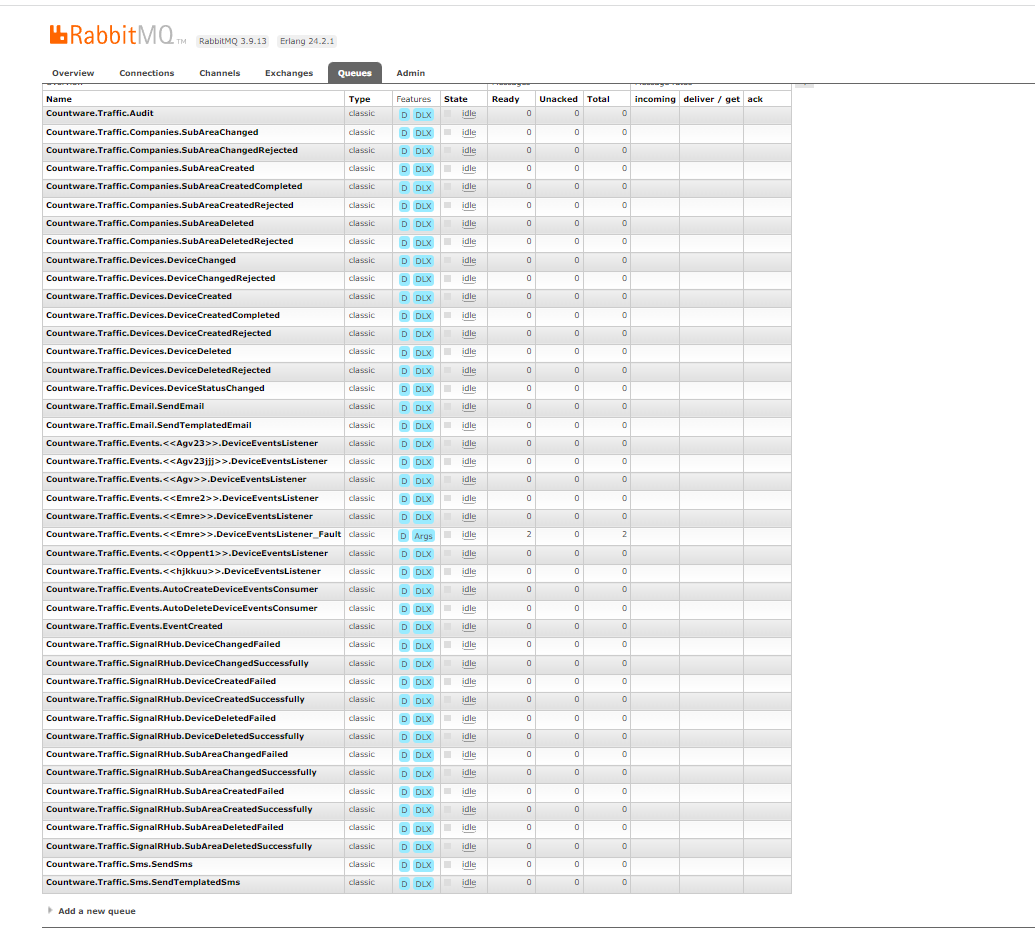 RabbitMQ TM RabbitMQ 3.9.13 Erlang 24.2.1
Overview Connections Channels Exchanges Queues Admin
Name Type Features State Ready Unacked Total incoming deliver / get ack
Countware.Traffic.Audit classic D DLX idle 0 0 0
Countware.Traffic.Companies.SubAreaChanged classic D DLX idle 0 0 0
Countware.Traffic.Companies.SubAreaChangedRejected classic D DLX idle 0 0 0
Countware.Traffic.Companies.SubAreaCreated classic D DLX idle 0 0 0
Countware.Traffic.Companies.SubAreaCreatedCompleted classic D DLX idle 0 0 0
Countware.Traffic.Companies.SubAreaCreatedRejected classic D DLX idle 0 0 0
Countware.Traffic.Companies.SubAreaDeleted classic D DLX idle 0 0 0
Countware.Traffic.Companies.SubAreaDeletedRejected classic D DLX idle 0 0 0
Countware.Traffic.Devices.DeviceChanged classic D DLX idle 0 0 0
Countware.Traffic.Devices.DeviceChangedRejected classic D DLX idle 0 0 0
Countware.Traffic.Devices.DeviceCreated classic D DLX idle 0 0 0
Countware.Traffic.Devices.DeviceCreatedCompleted classic D DLX idle 0 0 0
Countware.Traffic.Devices.DeviceCreatedRejected classic D DLX idle 0 0 0
Countware.Traffic.Devices.DeviceDeleted classic D DLX idle 0 0 0
Countware.Traffic.Devices.DeviceDeletedRejected classic D DLX idle 0 0 0
Countware.Traffic.Devices.DeviceStatusChanged classic D DLX idle 0 0 0
Countware.Traffic.Email.SendEmail classic D DLX idle 0 0 0
Countware.Traffic.Email.SendTemplatedEmail classic D DLX idle 0 0 0
Countware.Traffic.Events.<<Agv23>>.DeviceEventsListener classic D DLX idle 0 0 0
Countware.Traffic.Events.<<Agv23jjj>>.DeviceEventsListener classic D DLX idle 0 0 0
Countware.Traffic.Events.<<Agv>>.DeviceEventsListener classic D DLX idle 0 0 0
Countware.Traffic.Events.<<Emre2>>.DeviceEventsListener classic D DLX idle 0 0 0
Countware.Traffic.Events.<<Emre>>.DeviceEventsListener classic D DLX idle 0 0 0
Countware.Traffic.Events.<<Emre>>.DeviceEventsListener_Fault classic D Args idle 2 0 2
Countware.Traffic.Events.<<Oppent1>>.DeviceEventsListener classic D DLX idle 0 0 0
Countware.Traffic.Events.<<hjkkuu>>.DeviceEventsListener classic D DLX idle 0 0 0
Countware.Traffic.Events.AutoCreateDeviceEventsConsumer classic D DLX idle 0 0 0
Countware.Traffic.Events.AutoDeleteDeviceEventsConsumer classic D DLX idle 0 0 0
Countware.Traffic.Events.EventCreated classic D DLX idle 0 0 0
Countware.Traffic.SignalRHub.DeviceChangedFailed classic D DLX idle 0 0 0
Countware.Traffic.SignalRHub.DeviceChangedSuccessfully classic D DLX idle 0 0 0
Countware.Traffic.SignalRHub.DeviceCreatedFailed classic D DLX idle 0 0 0
Countware.Traffic.SignalRHub.DeviceCreatedSuccessfully classic D DLX idle 0 0 0
Countware.Traffic.SignalRHub.DeviceDeletedFailed classic D DLX idle 0 0 0
Countware.Traffic.SignalRHub.DeviceDeletedSuccessfully classic D DLX idle 0 0 0
Countware.Traffic.SignalRHub.SubAreaChangedFailed classic D DLX idle 0 0 0
Countware.Traffic.SignalRHub.SubAreaChangedSuccessfully classic D DLX idle 0 0 0
Countware.Traffic.SignalRHub.SubAreaCreatedFailed classic D DLX idle 0 0 0
Countware.Traffic.SignalRHub.SubAreaCreatedSuccessfully classic D DLX idle 0 0 0
Countware.Traffic.SignalRHub.SubAreaDeletedFailed classic D DLX idle 0 0 0
Countware.Traffic.SignalRHub.SubAreaDeletedSuccessfully classic D DLX idle 0 0 0
Countware.Traffic.Sms.SendSms classic D DLX idle 0 0 0
Countware.Traffic.Sms.SendTemplatedSms classic D DLX idle 0 0 0
Add a new queue